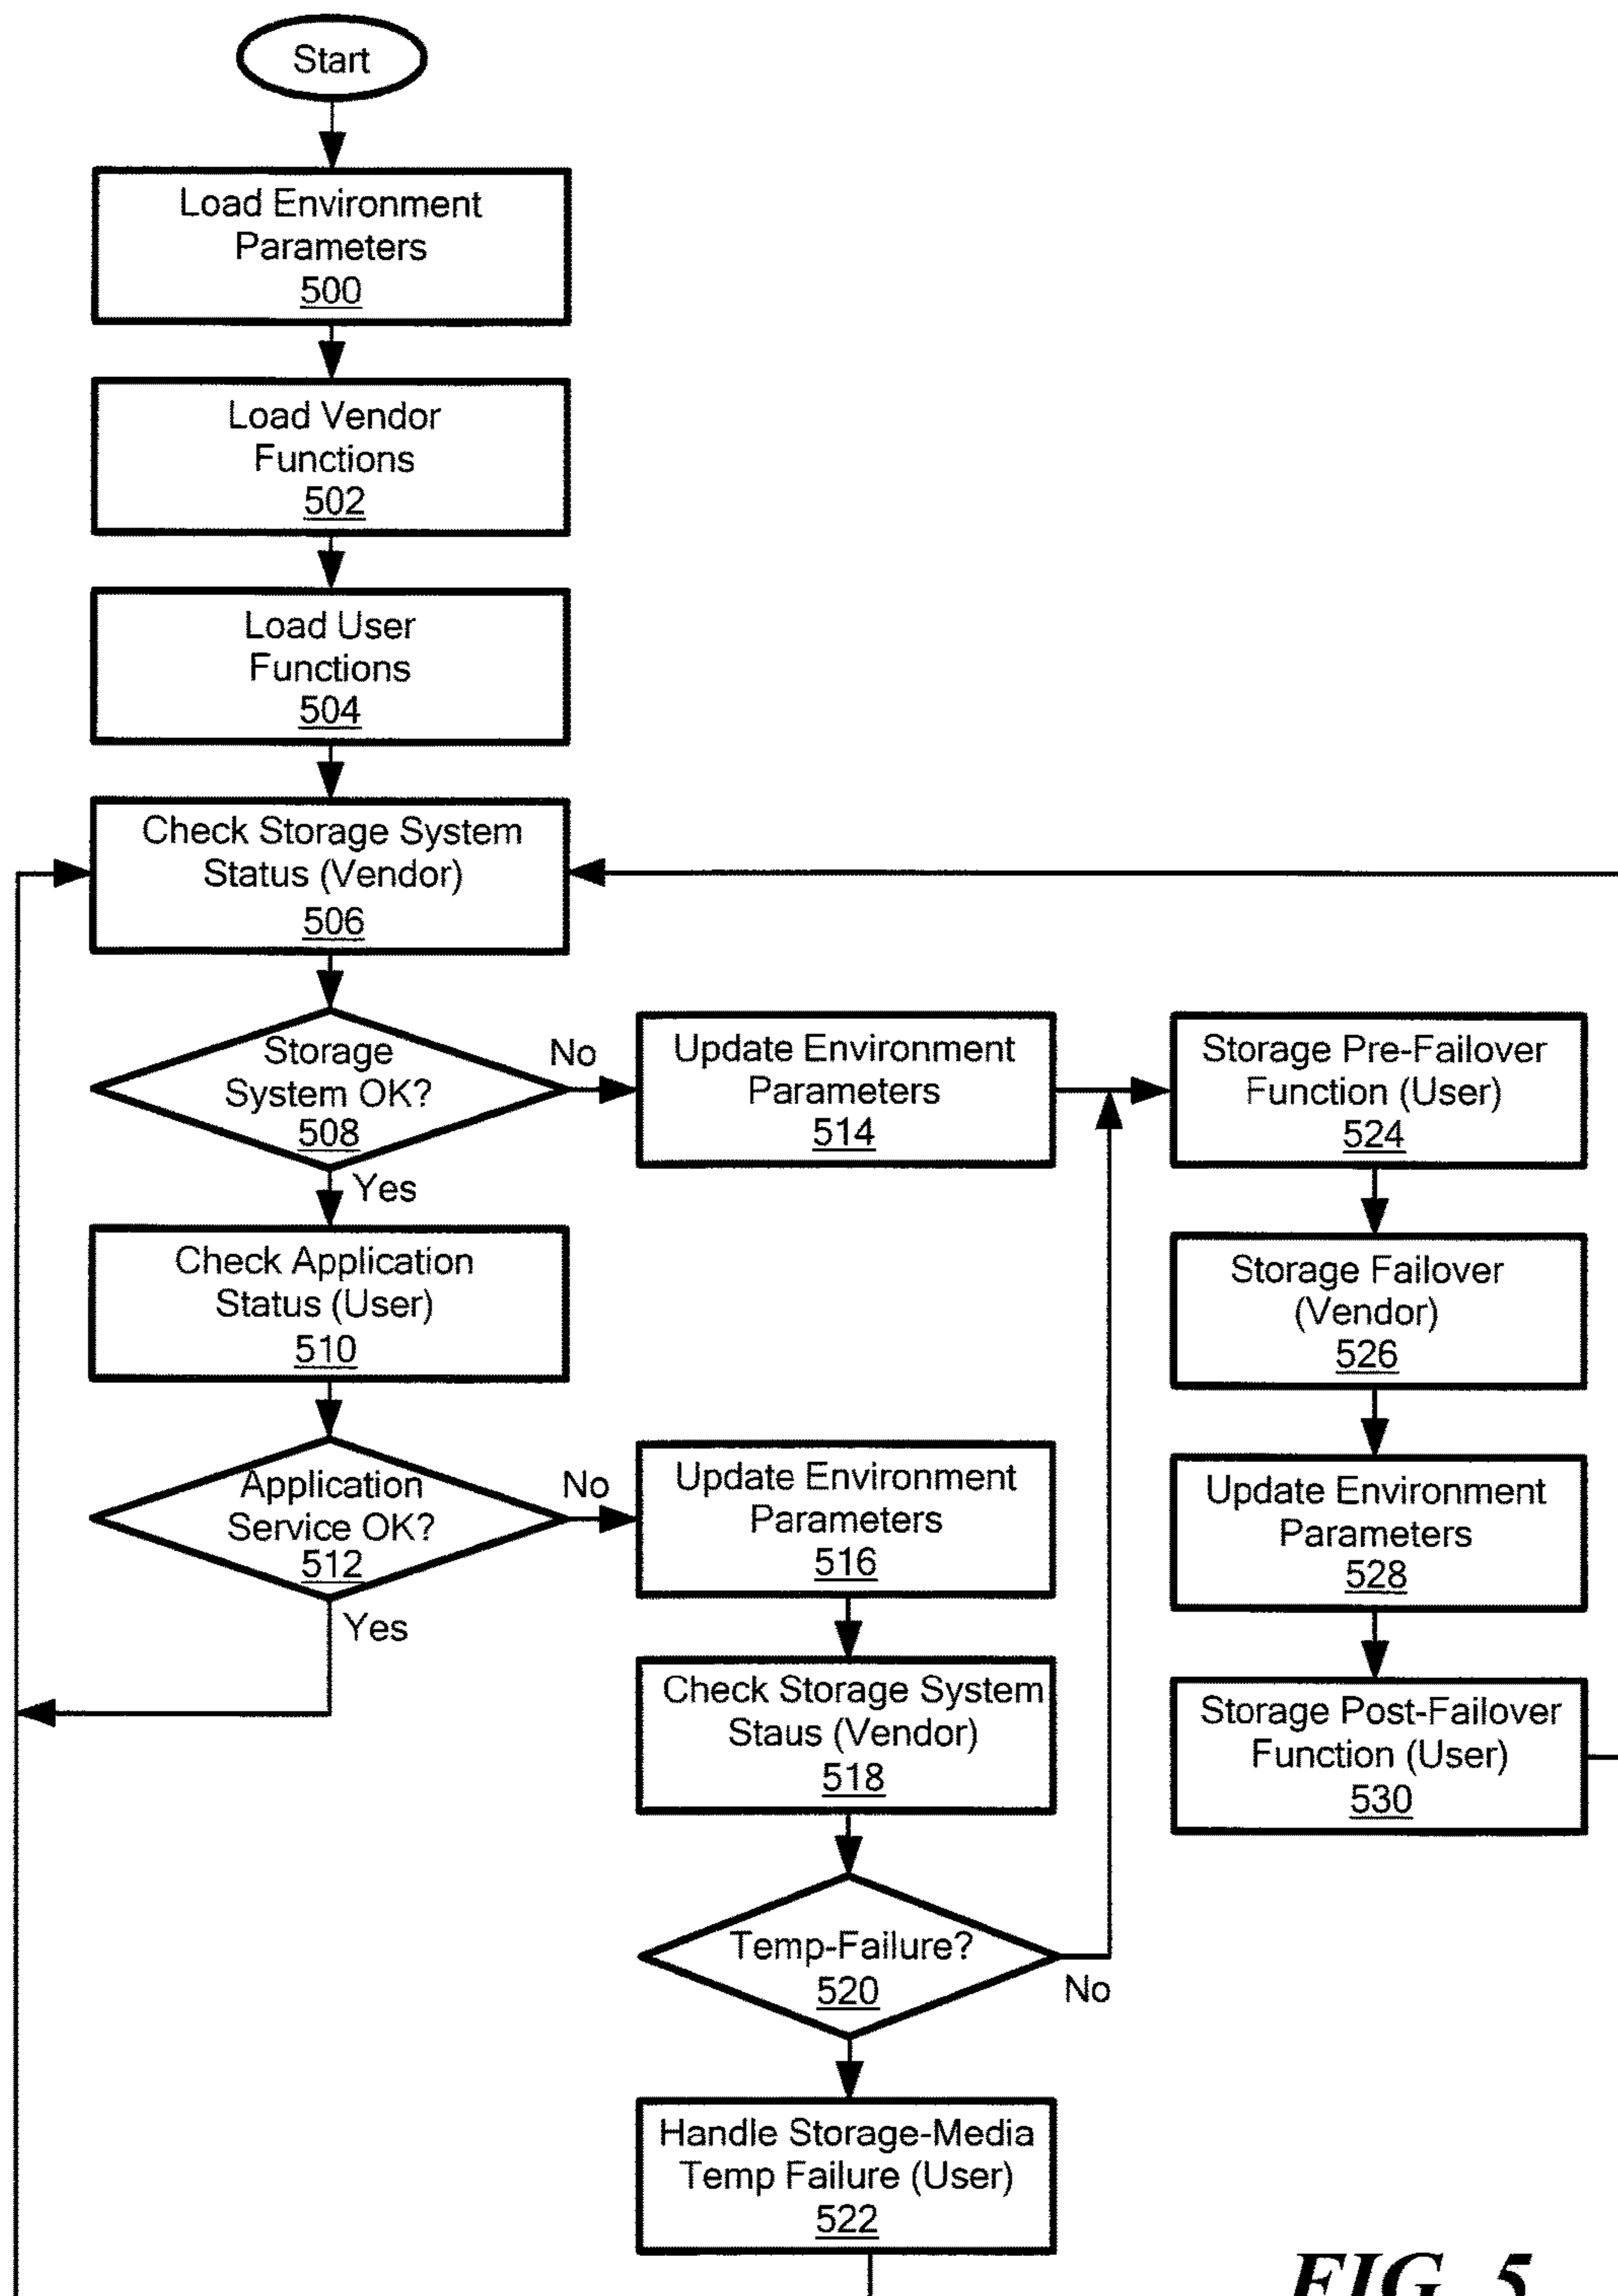 Start
Load Environment
Parameters
500
Load Vendor
Functions
502
Load User
Functions
504
Check Storage System
Status (Vendor)
506
Storage
System OK?
508
No
Yes
Update Environment
Parameters
514
Storage Pre-Failover
Function (User)
524
Check Application
Status (User)
510
Storage Failover
(Vendor)
526
Application
Service OK?
512
No
Yes
Update Environment
Parameters
516
Update Environment
Parameters
528
Check Storage System
Staus (Vendor)
518
Storage Post-Failover
Function (User)
530
Temp-Failure?
520
No
Handle Storage-Media
Temp Failure (User)
522
FIG. 5